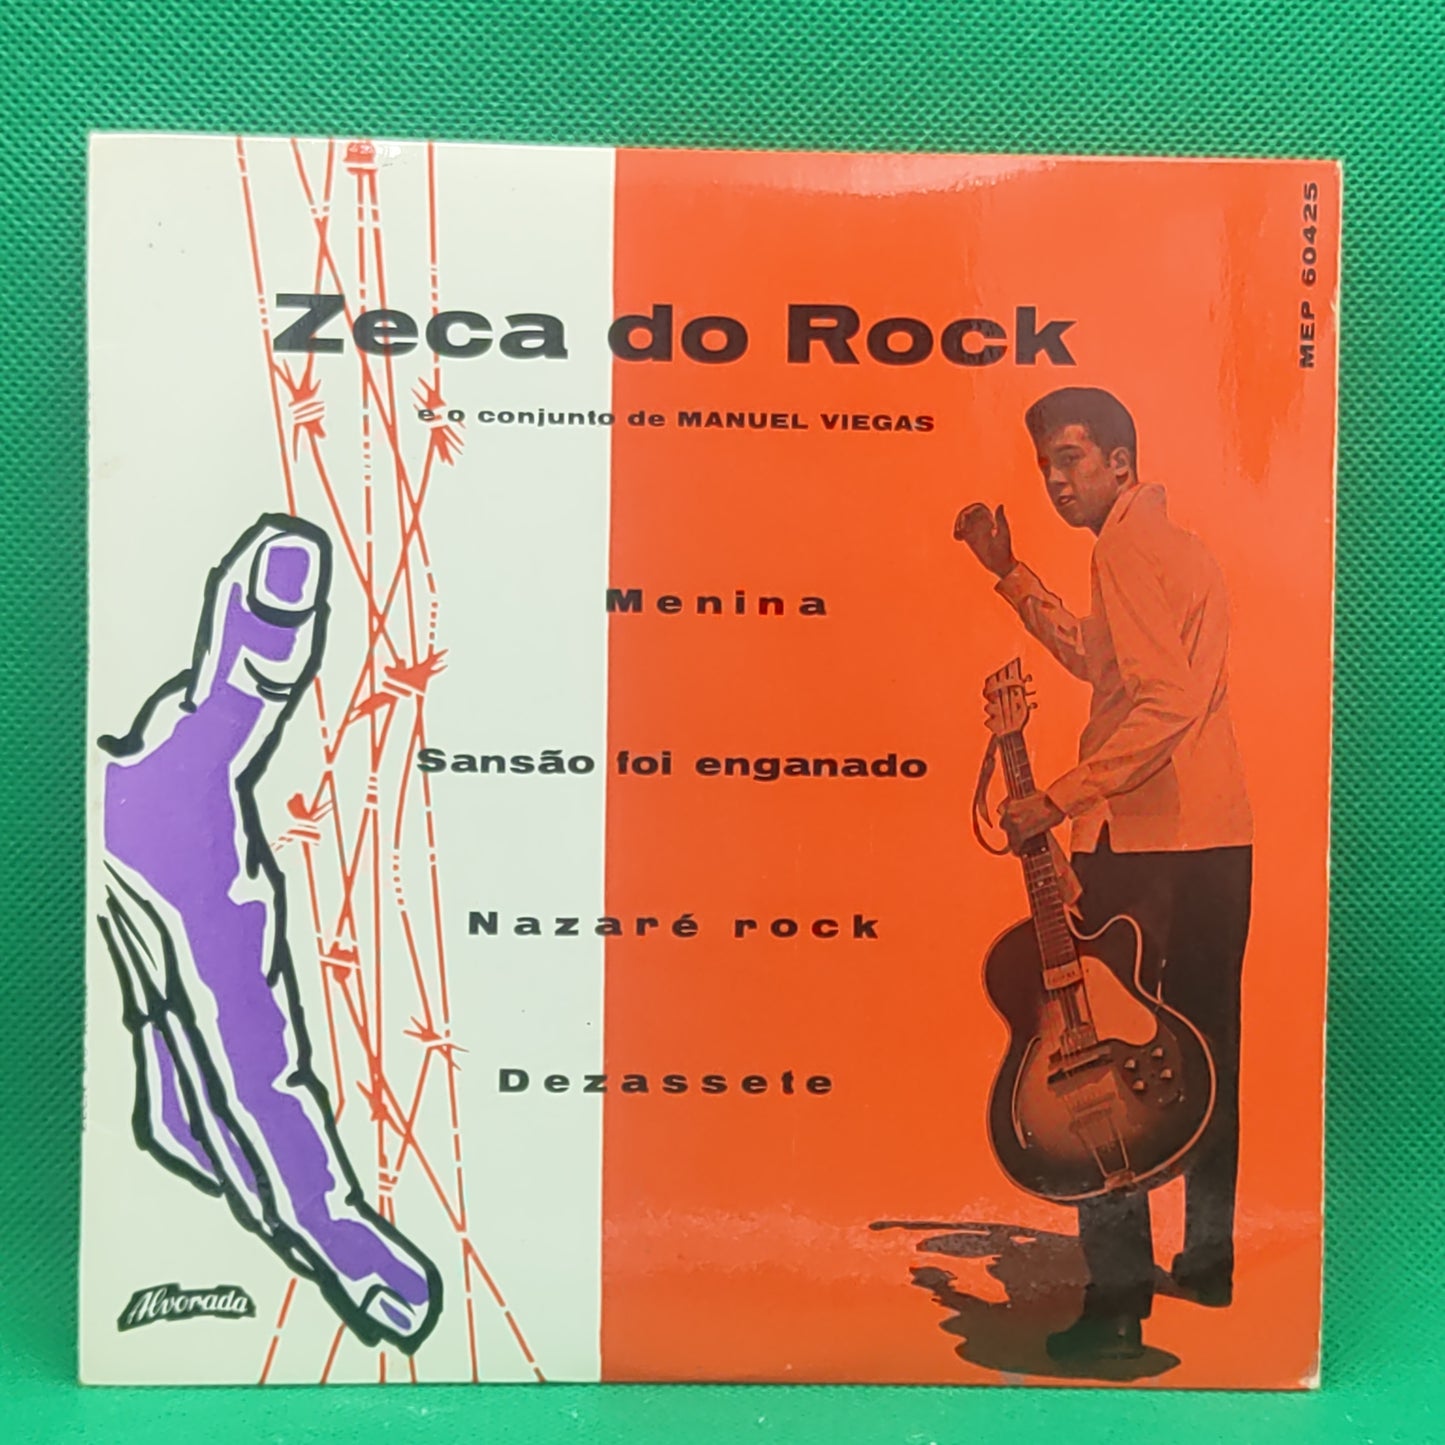 MEP 60425
Zeca do Rock
e o conjunto de MANUEL VIEGAS
Menina
Sansão foi enganado
Nazaré rock
Dezassete
Alvorada